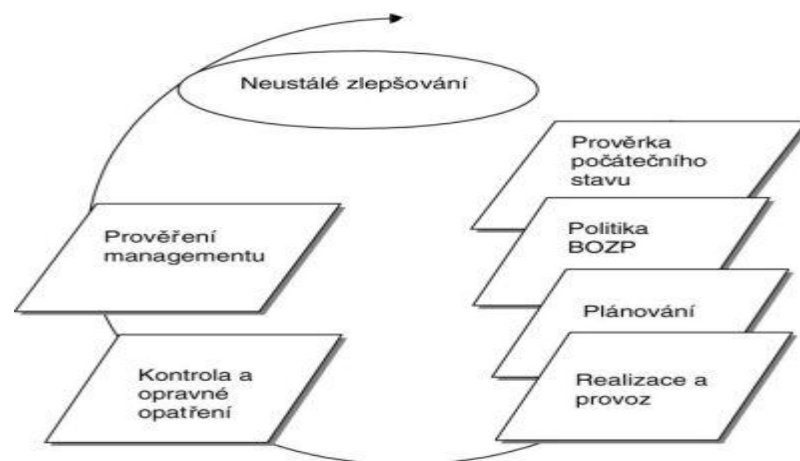 Neustálé zlepšování
Prověrka
počátečního
stavu
Politika
BOZP
Plánování
Realizace a
provoz
Kontrola a
opravné
opatření
Prověření
managementu